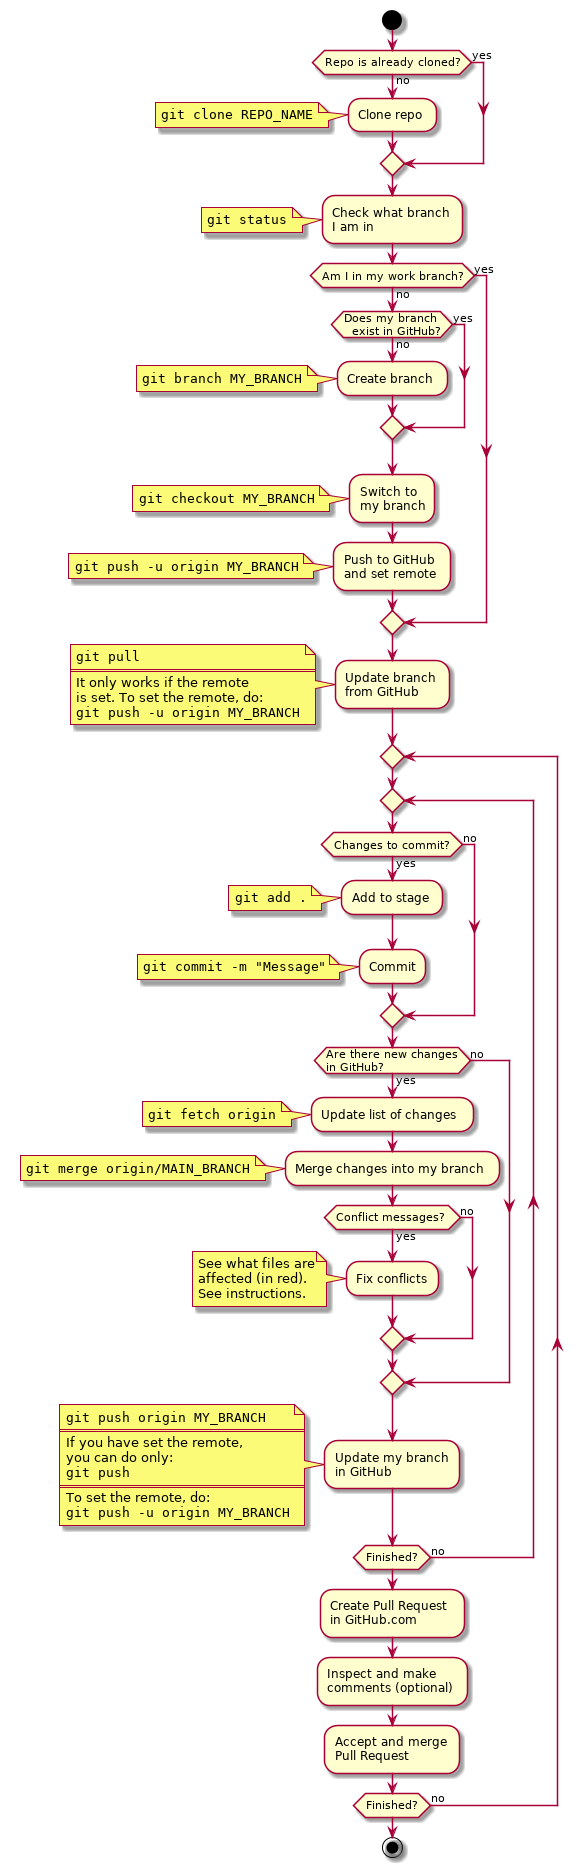 Repo is already cloned?
yes
no
git clone REPO_NAME
Clone repo
git status
Check what branch
I am in
Am I in my work branch?
yes
no
Does my branch
exist in GitHub?
yes
no
git branch MY_BRANCH
Create branch
git checkout MY_BRANCH
Switch to
my branch
git push -u origin MY_BRANCH
Push to GitHub
and set remote
git pull
It only works if the remote
is set. To set the remote, do:
git push -u origin MY_BRANCH
Update branch
from GitHub
Changes to commit?
no
yes
git add .
Add to stage
git commit -m "Message"
Commit
Are there new changes
in GitHub?
no
yes
git fetch origin
Update list of changes
git merge origin/MAIN_BRANCH
Merge changes into my branch
Conflict messages?
no
yes
See what files are
affected (in red).
See instructions.
Fix conflicts
git push origin MY_BRANCH
If you have set the remote,
you can do only:
git push
To set the remote, do:
git push -u origin MY_BRANCH
Update my branch
in GitHub
Finished?
no
Create Pull Request
in GitHub.com
Inspect and make
comments (optional)
Accept and merge
Pull Request
Finished?
no